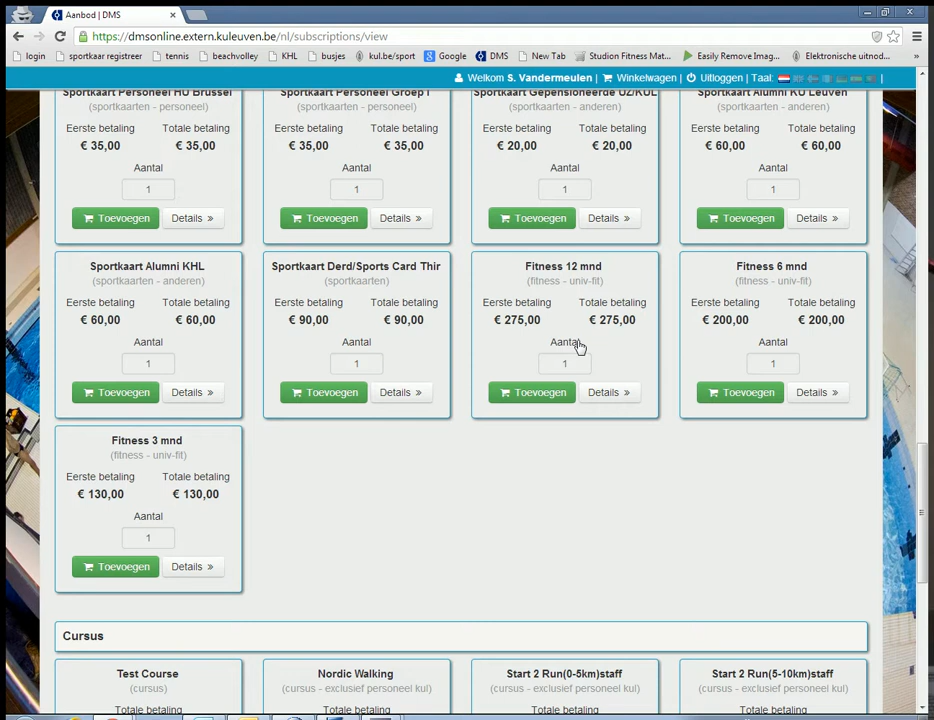 Aanbod | DMS
https://dmsonline.extern.kuleuven.be/nl/subscriptions/view
login sportkaar registreer tennis beachvolley KHL busjes kul.be/sport Google DMS New Tab Studion Fitness Mat... Easily Remove Imag... Elektronische uitnod...
Welkom S. Vandermeulen | Winkelwagen | Uitloggen | Taal: |
Sportkaart Personeel HU Brussel Sportkaart Personeel Groep T Sportkaart Gepensioneerde UZ/KUL Sportkaart Alumni KU Leuven
(sportkaarten - personeel) (sportkaarten - personeel) (sportkaarten - anderen) (sportkaarten - anderen)
Eerste betaling Totale betaling Eerste betaling Totale betaling Eerste betaling Totale betaling Eerste betaling Totale betaling
€ 35,00 € 35,00 € 35,00 € 35,00 € 20,00 € 20,00 € 60,00 € 60,00
Aantal Aantal Aantal Aantal
1 1 1 1
Toevoegen Details » Toevoegen Details » Toevoegen Details » Toevoegen Details »
Sportkaart Alumni KHL Sportkaart Derd/Sports Card Thir Fitness 12 mnd Fitness 6 mnd
(sportkaarten - anderen) (sportkaarten) (fitness - univ-fit) (fitness - univ-fit)
Eerste betaling Totale betaling Eerste betaling Totale betaling Eerste betaling Totale betaling Eerste betaling Totale betaling
€ 60,00 € 60,00 € 90,00 € 90,00 € 275,00 € 275,00 € 200,00 € 200,00
Aantal Aantal Aantal Aantal
1 1 1 1
Toevoegen Details » Toevoegen Details » Toevoegen Details » Toevoegen Details »
Fitness 3 mnd
(fitness - univ-fit)
Eerste betaling Totale betaling
€ 130,00 € 130,00
Aantal
1
Toevoegen Details »
Cursus
Test Course Nordic Walking Start 2 Run(0-5km)staff Start 2 Run(5-10km)staff
(cursus) (cursus - exclusief personeel kul) (cursus - exclusief personeel kul) (cursus - exclusief personeel kul)
Totale betaling Totale betaling Totale betaling Totale betaling